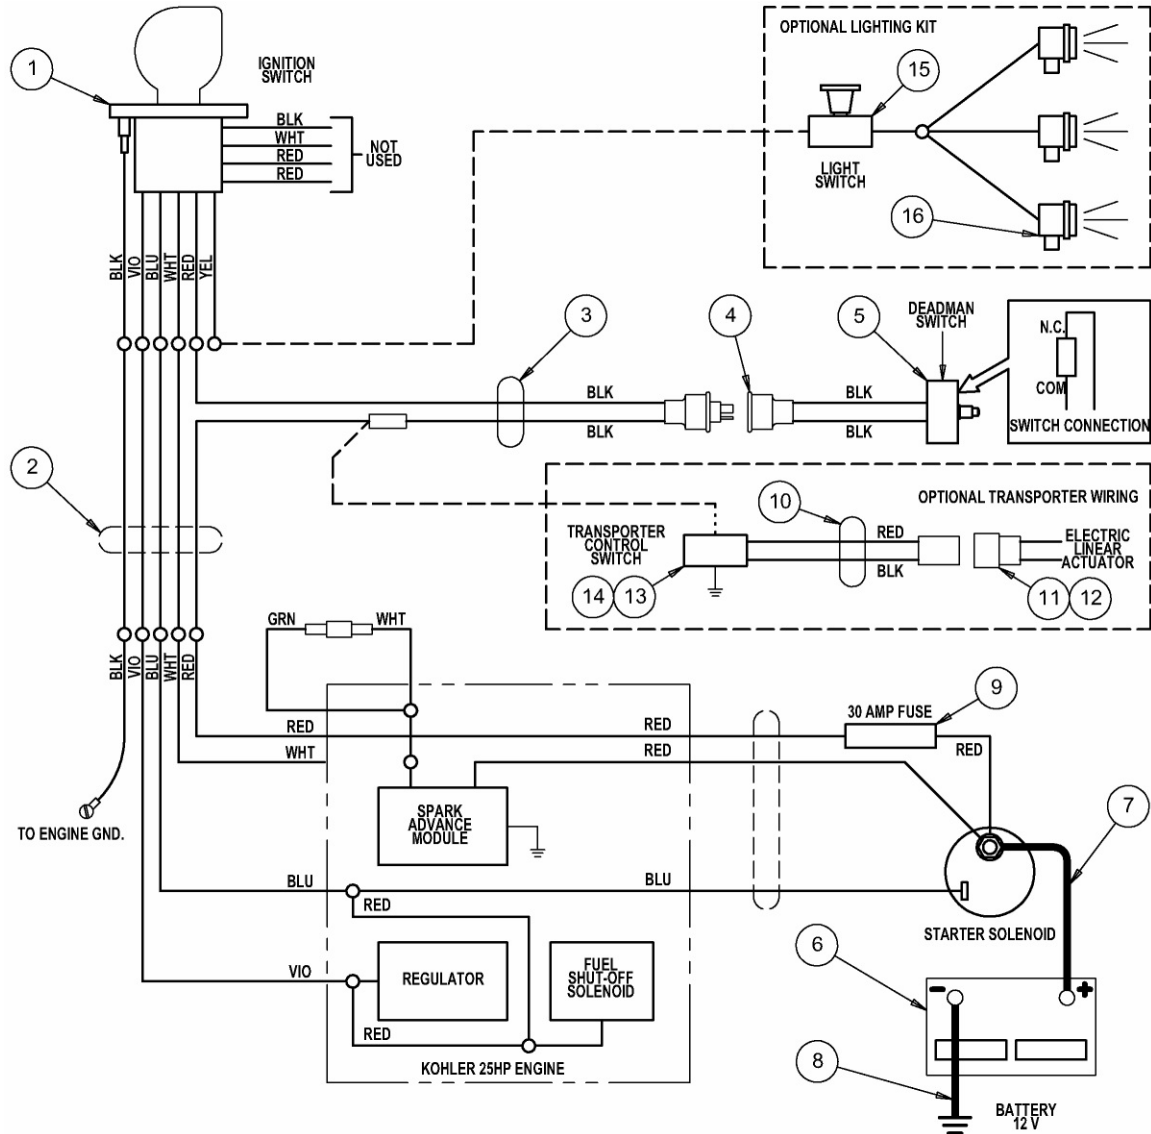 1
IGNITION
SWITCH
BLK
WHT
RED
RED
NOT
USED
OPTIONAL LIGHTING KIT
15
LIGHT
SWITCH
16
BLK
VIO
BLU
WHT
RED
YEL
3
4
5
DEADMAN
SWITCH
N.C.
COM
SWITCH CONNECTION
BLK
BLK
BLK
BLK
2
OPTIONAL TRANSPORTER WIRING
10
TRANSPORTER
CONTROL
SWITCH
RED
BLK
ELECTRIC
LINEAR
ACTUATOR
14
13
11
12
GRN
WHT
BLK
VIO
BLU
WHT
RED
RED
WHT
RED
RED
30 AMP FUSE
9
RED
TO ENGINE GND.
SPARK
ADVANCE
MODULE
7
BLU
RED
BLU
STARTER SOLENOID
6
VIO
REGULATOR
FUEL
SHUT-OFF
SOLENOID
RED
KOHLER 25HP ENGINE
-
+
8
BATTERY
12 V